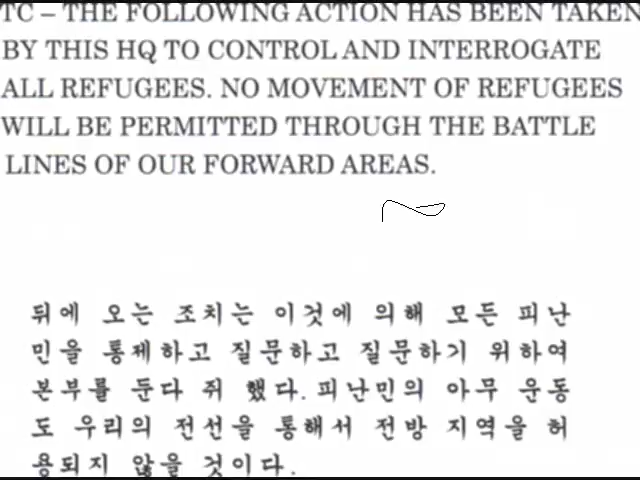 TC – THE FOLLOWING ACTION HAS BEEN TAKEN
BY THIS HQ TO CONTROL AND INTERROGATE
ALL REFUGEES. NO MOVEMENT OF REFUGEES
WILL BE PERMITTED THROUGH THE BATTLE
LINES OF OUR FORWARD AREAS.
뒤에 오는 조치는 이것에 의해 모든 피난
민을 통제하고 질문하고 질문하기 위하여
본부를 둔다 쥐 했다. 피난민의 아무 운동
도 우리의 전선을 통해서 전방 지역을 허
용되지 않을 것이다.